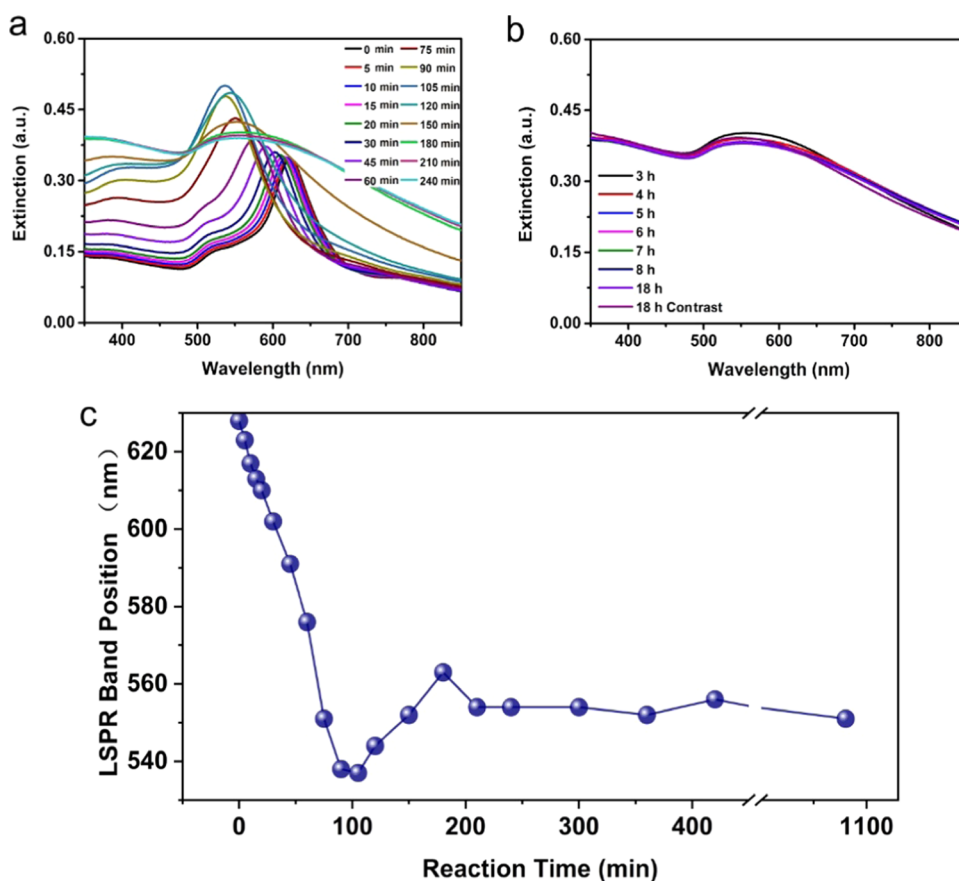 a
Extinction (a.u.)
0.60
0.45
0.30
0.15
0.00
400 500 600 700 800
Wavelength (nm)
0 min 75 min
5 min 90 min
10 min 105 min
15 min 120 min
20 min 150 min
30 min 180 min
45 min 210 min
60 min 240 min
b
Extinction (a.u.)
0.60
0.45
0.30
0.15
0.00
400 500 600 700 800
Wavelength (nm)
3 h
4 h
5 h
6 h
7 h
8 h
18 h
18 h Contrast
c
LSPR Band Position （nm）
620
600
580
560
540
0 100 200 300 400 1100
Reaction Time (min)